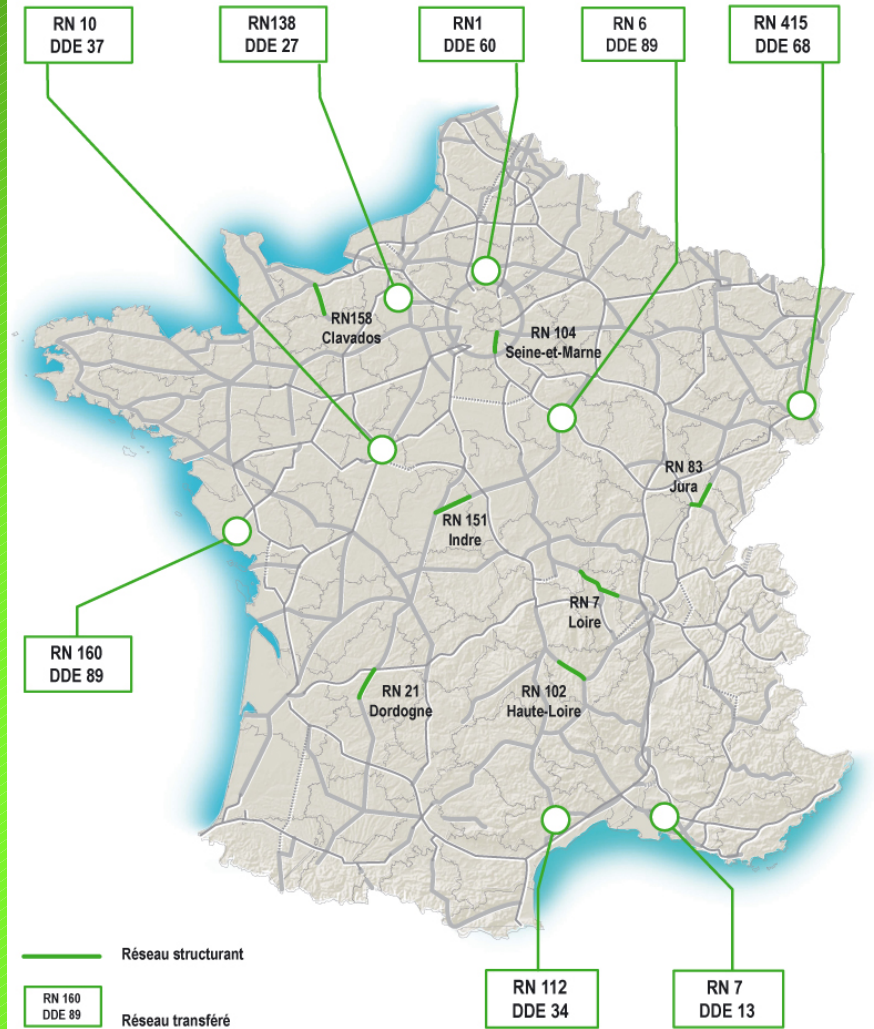 RN 10
DDE 37
RN138
DDE 27
RN1
DDE 60
RN 6
DDE 89
RN 415
DDE 68
RN158
Clavados
RN 104
Seine-et-Marne
RN 83
Jura
RN 151
Indre
RN 7
Loire
RN 160
DDE 89
RN 21
Dordogne
RN 102
Haute-Loire
Réseau structurant
RN 160
DDE 89
Réseau transféré
RN 112
DDE 34
RN 7
DDE 13